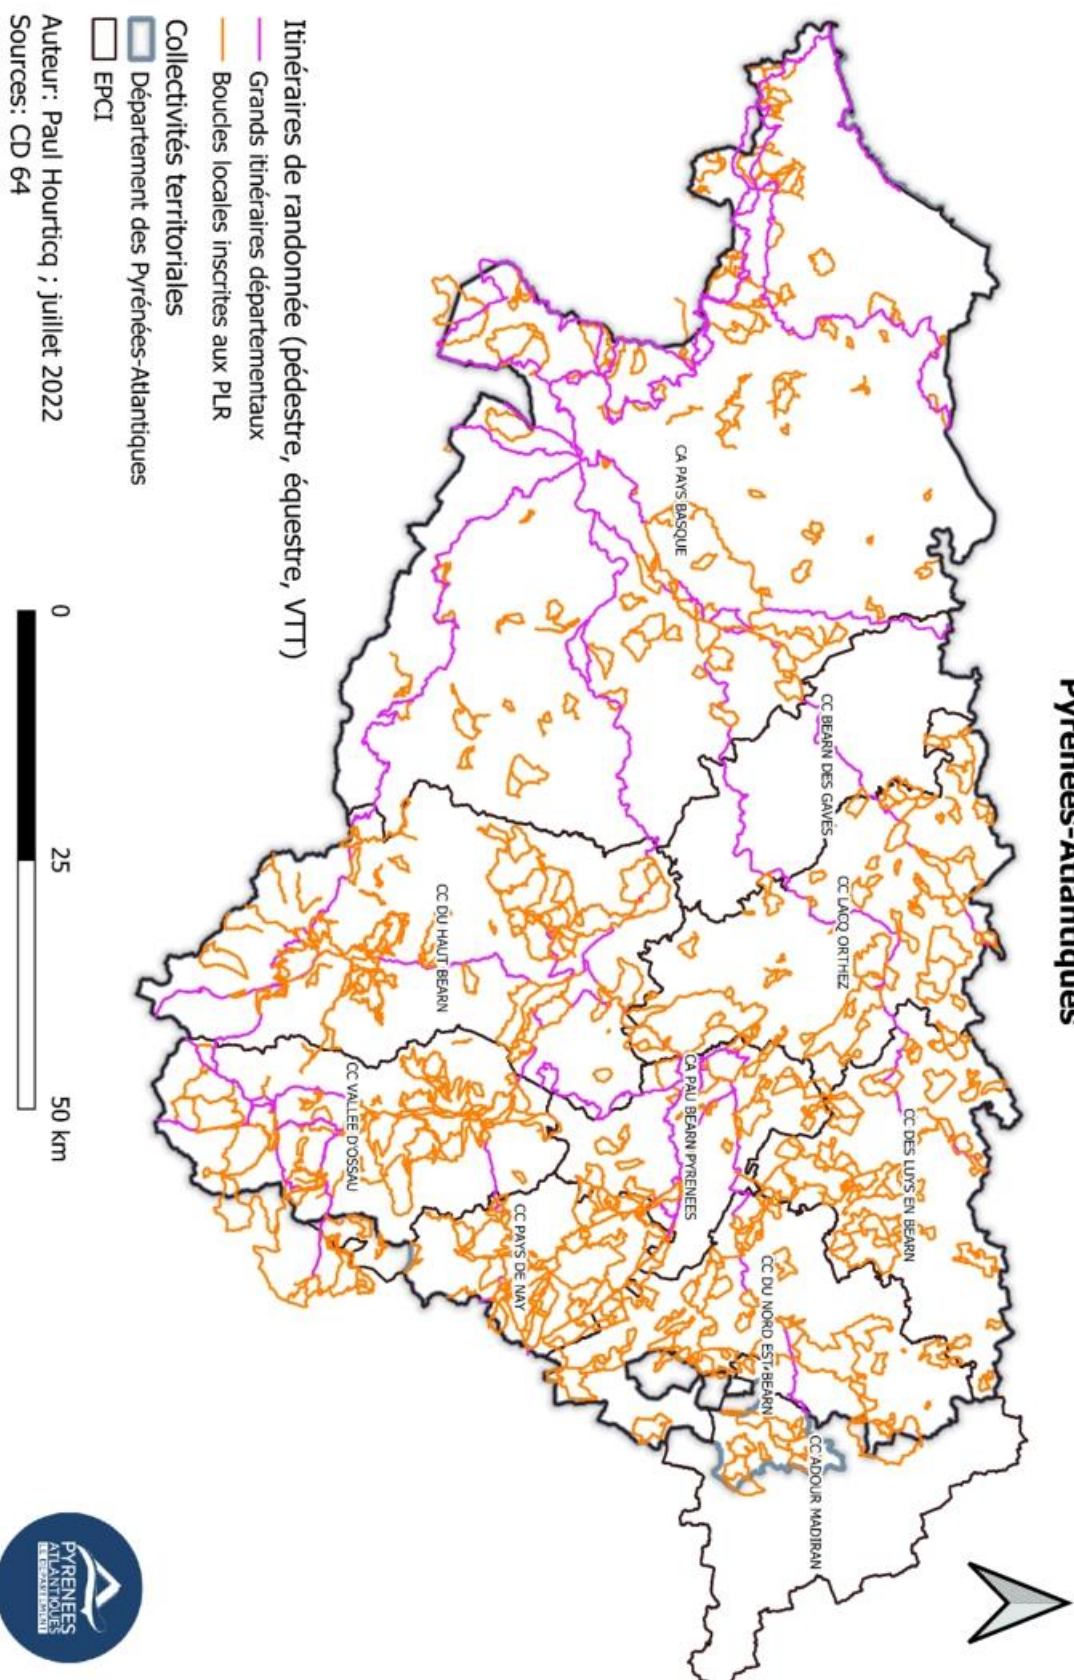 Pyrénées-Atlantiques
CA PAYS BASQUE
CC BEARN DES GAVES
CC LACQ ORTHEZ
CC DU HAUT BEARN
CC DES LUYS EN BEARN
CA PAU BEARN PYRENEES
CC VALLEE D'OSSAU
CC PAYS DE NAY
CC DU NORD EST BEARN
CC ADOUR MADIRAN
Itinéraires de randonnée (pédestre, équestre, VTT)
Grands itinéraires départementaux
Boucles locales inscrites aux PLR
Collectivités territoriales
Département des Pyrénées-Atlantiques
EPCI
Auteur: Paul Hourticq ; juillet 2022
Sources: CD 64
0 25 50 km
PYRENEES
ATLANTIQUES
LE DEPARTEMENT